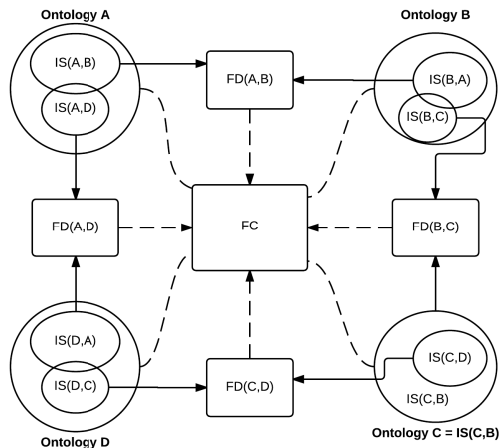 Ontology A
Ontology B
IS(A,B)
FD(A,B)
IS(B,A)
IS(A,D)
IS(B,C)
FD(A,D)
FC
FD(B,C)
IS(D,A)
IS(C,D)
IS(D,C)
FD(C,D)
IS(C,B)
Ontology D
Ontology C = IS(C,B)